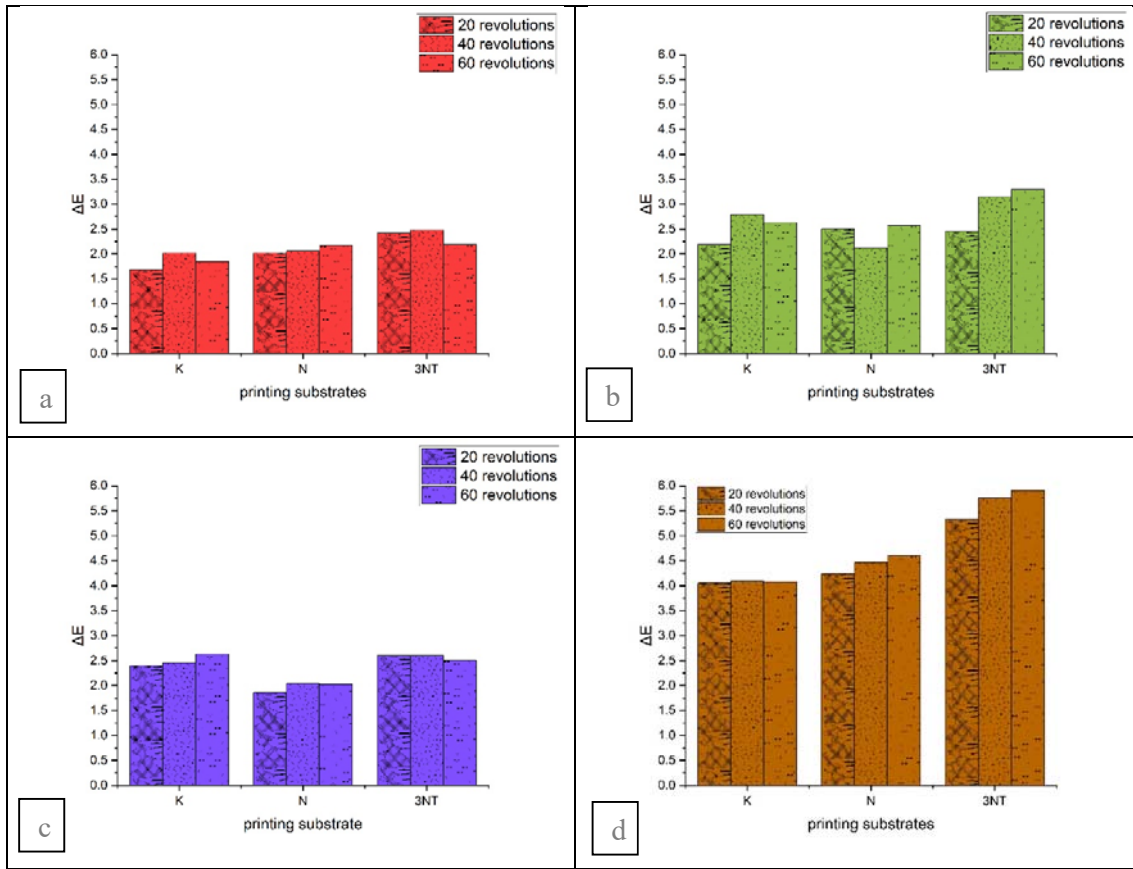 20 revolutions
40 revolutions
60 revolutions
6.0
5.5
5.0
4.5
4.0
3.5
3.0
2.5
2.0
1.5
1.0
0.5
0.0
ΔE
K N 3NT
printing substrates
a
20 revolutions
40 revolutions
60 revolutions
6.0
5.5
5.0
4.5
4.0
3.5
3.0
2.5
2.0
1.5
1.0
0.5
0.0
ΔE
K N 3NT
printing substrates
b
20 revolutions
40 revolutions
60 revolutions
6.0
5.5
5.0
4.5
4.0
3.5
3.0
2.5
2.0
1.5
1.0
0.5
0.0
ΔE
K N 3NT
printing substrate
c
20 revolutions
40 revolutions
60 revolutions
6.0
5.5
5.0
4.5
4.0
3.5
3.0
2.5
2.0
1.5
1.0
0.5
0.0
ΔE
K N 3NT
printing substrates
d